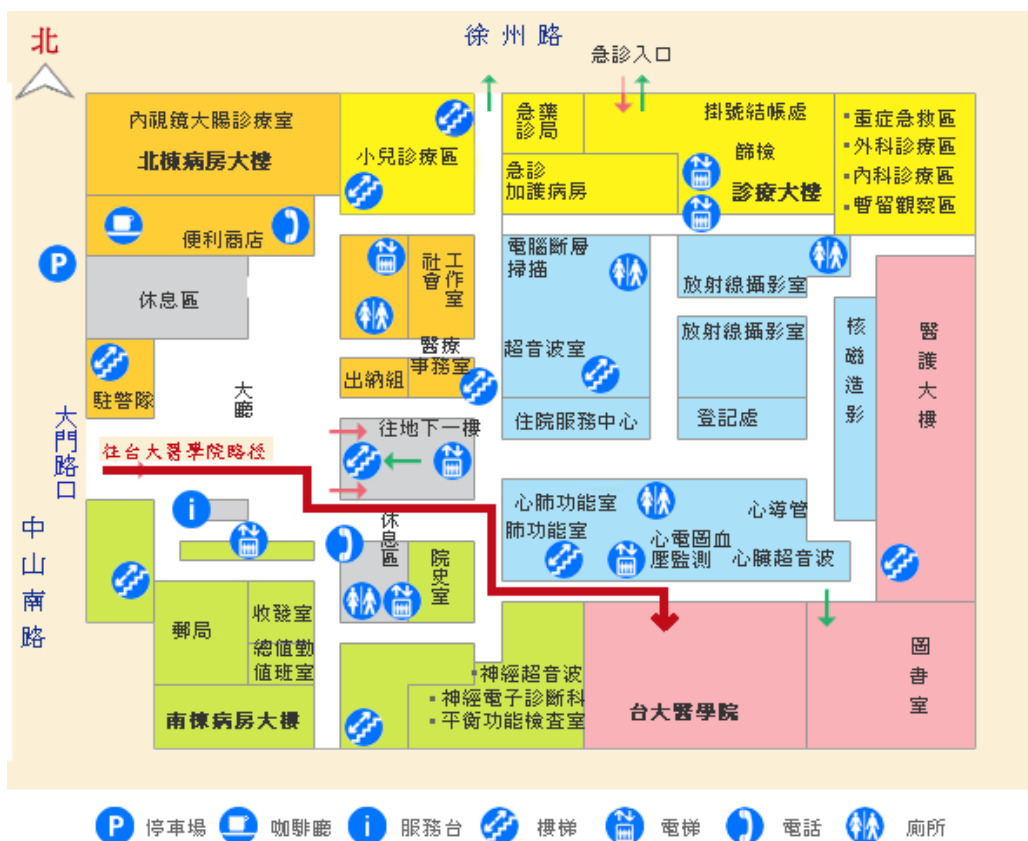 北
徐州路
急診入口
內視鏡大腸診療室
北棟病房大樓
小兒診療區
急診
藥局
掛號結帳處
篩檢
診療大樓
▪重症急救區
▪外科診療區
▪內科診療區
▪暫留觀察區
急診
加護病房
便利商店
P
休息區
社會
工作室
電腦斷層
掃描
放射線攝影室
超音波室
放射線攝影室
核磁造影
醫護大樓
醫療
事務室
出納組
駐警隊
大廳
往地下一樓
住院服務中心
登記處
大門路口
往台大醫學院路徑
中山南路
i
休息區
院史室
心肺功能室
肺功能室
心電圖血
壓監測
心導管
心臟超音波
郵局
收發室
總值勤
值班室
南棟病房大樓
▪神經超音波
▪神經電子診斷科
▪平衡功能檢查室
台大醫學院
圖書室
P 停車場
咖啡廳
i 服務台
樓梯
電梯
電話
廁所